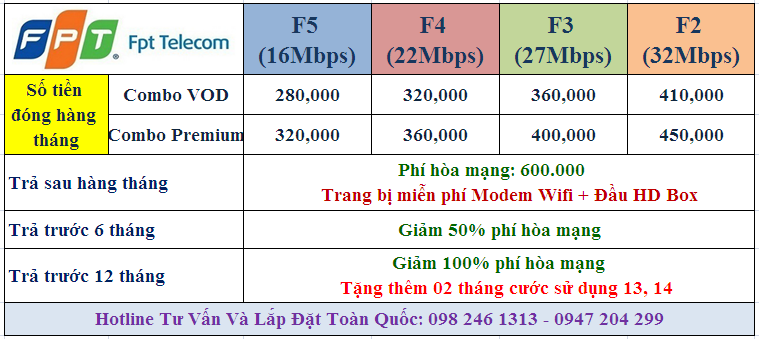 FPT Fpt Telecom
F5
(16Mbps)
F4
(22Mbps)
F3
(27Mbps)
F2
(32Mbps)
Số tiền
đóng hàng
tháng
Combo VOD 280,000 320,000 360,000 410,000
Combo Premium 320,000 360,000 400,000 450,000
Trả sau hàng tháng
Phí hòa mạng: 600.000
Trang bị miễn phí Modem Wifi + Đầu HD Box
Trả trước 6 tháng
Giảm 50% phí hòa mạng
Trả trước 12 tháng
Giảm 100% phí hòa mạng
Tặng thêm 02 tháng cước sử dụng 13, 14
Hotline Tư Vấn Và Lắp Đặt Toàn Quốc: 098 246 1313 - 0947 204 299